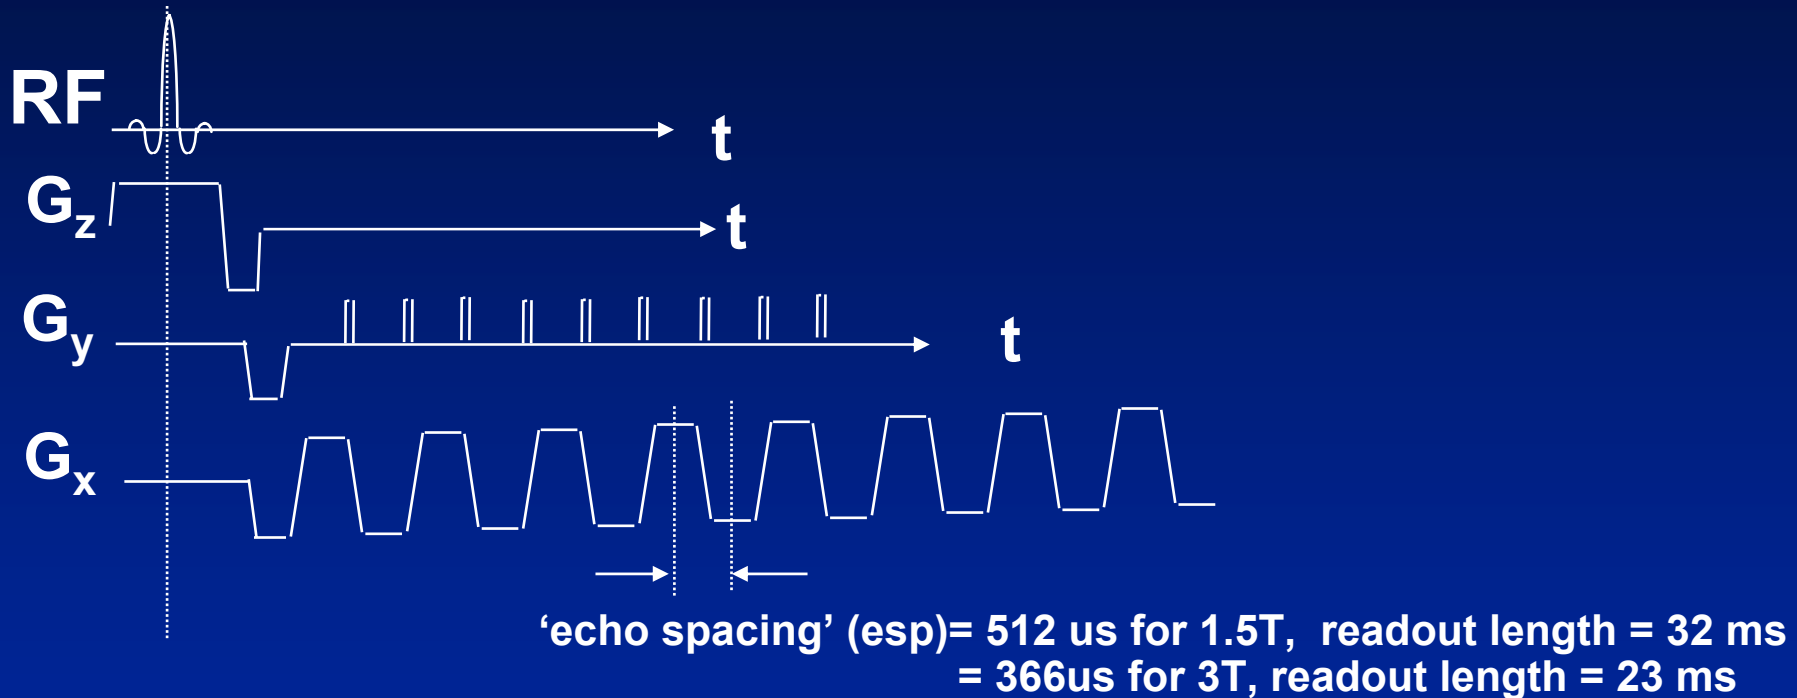 RF
t
Gz
t
Gy
t
Gx
‘echo spacing’ (esp)= 512 us for 1.5T, readout length = 32 ms
= 366us for 3T, readout length = 23 ms